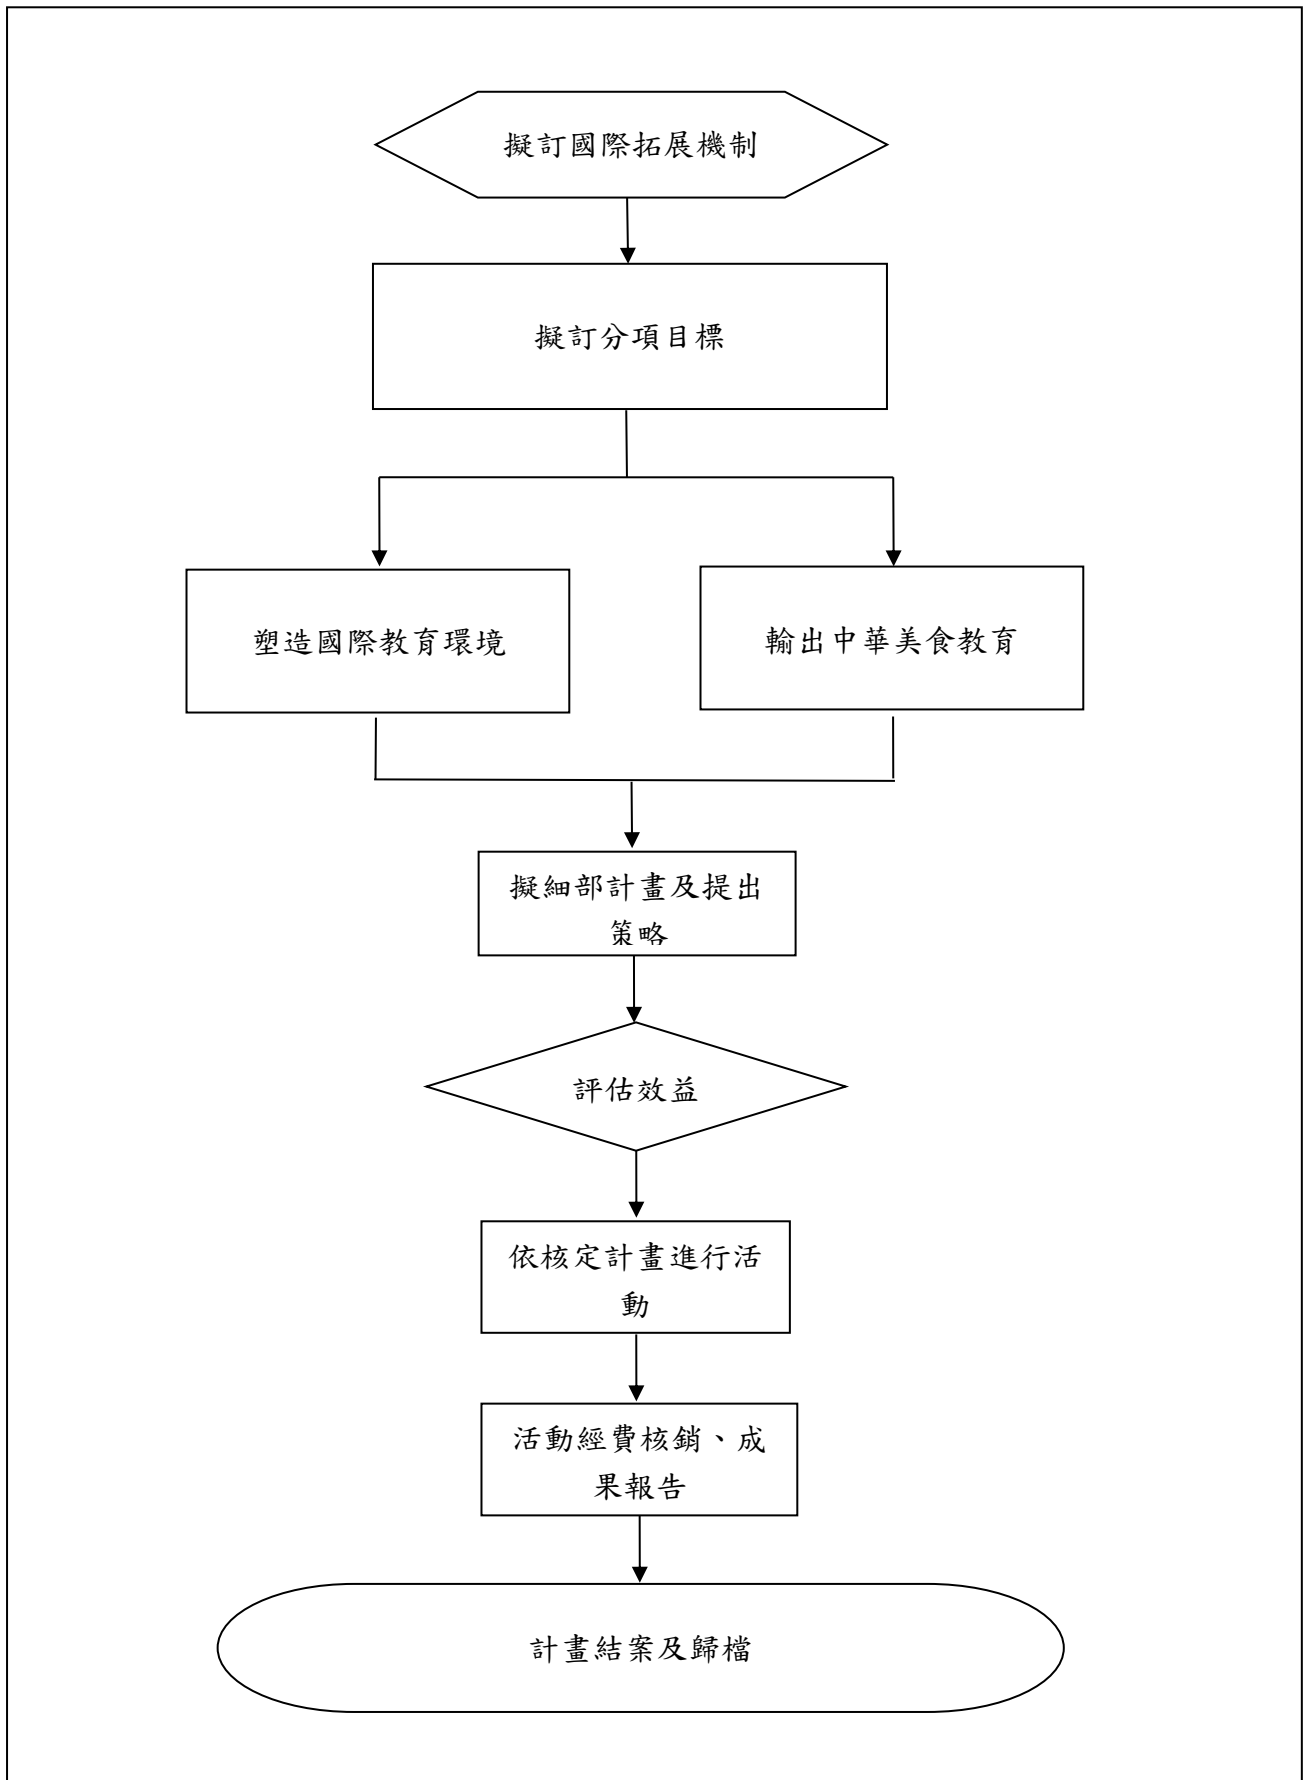 擬訂國際拓展機制
擬訂分項目標
塑造國際教育環境
輸出中華美食教育
擬細部計畫及提出
策略
評估效益
依核定計畫進行活
動
活動經費核銷、成
果報告
計畫結案及歸檔